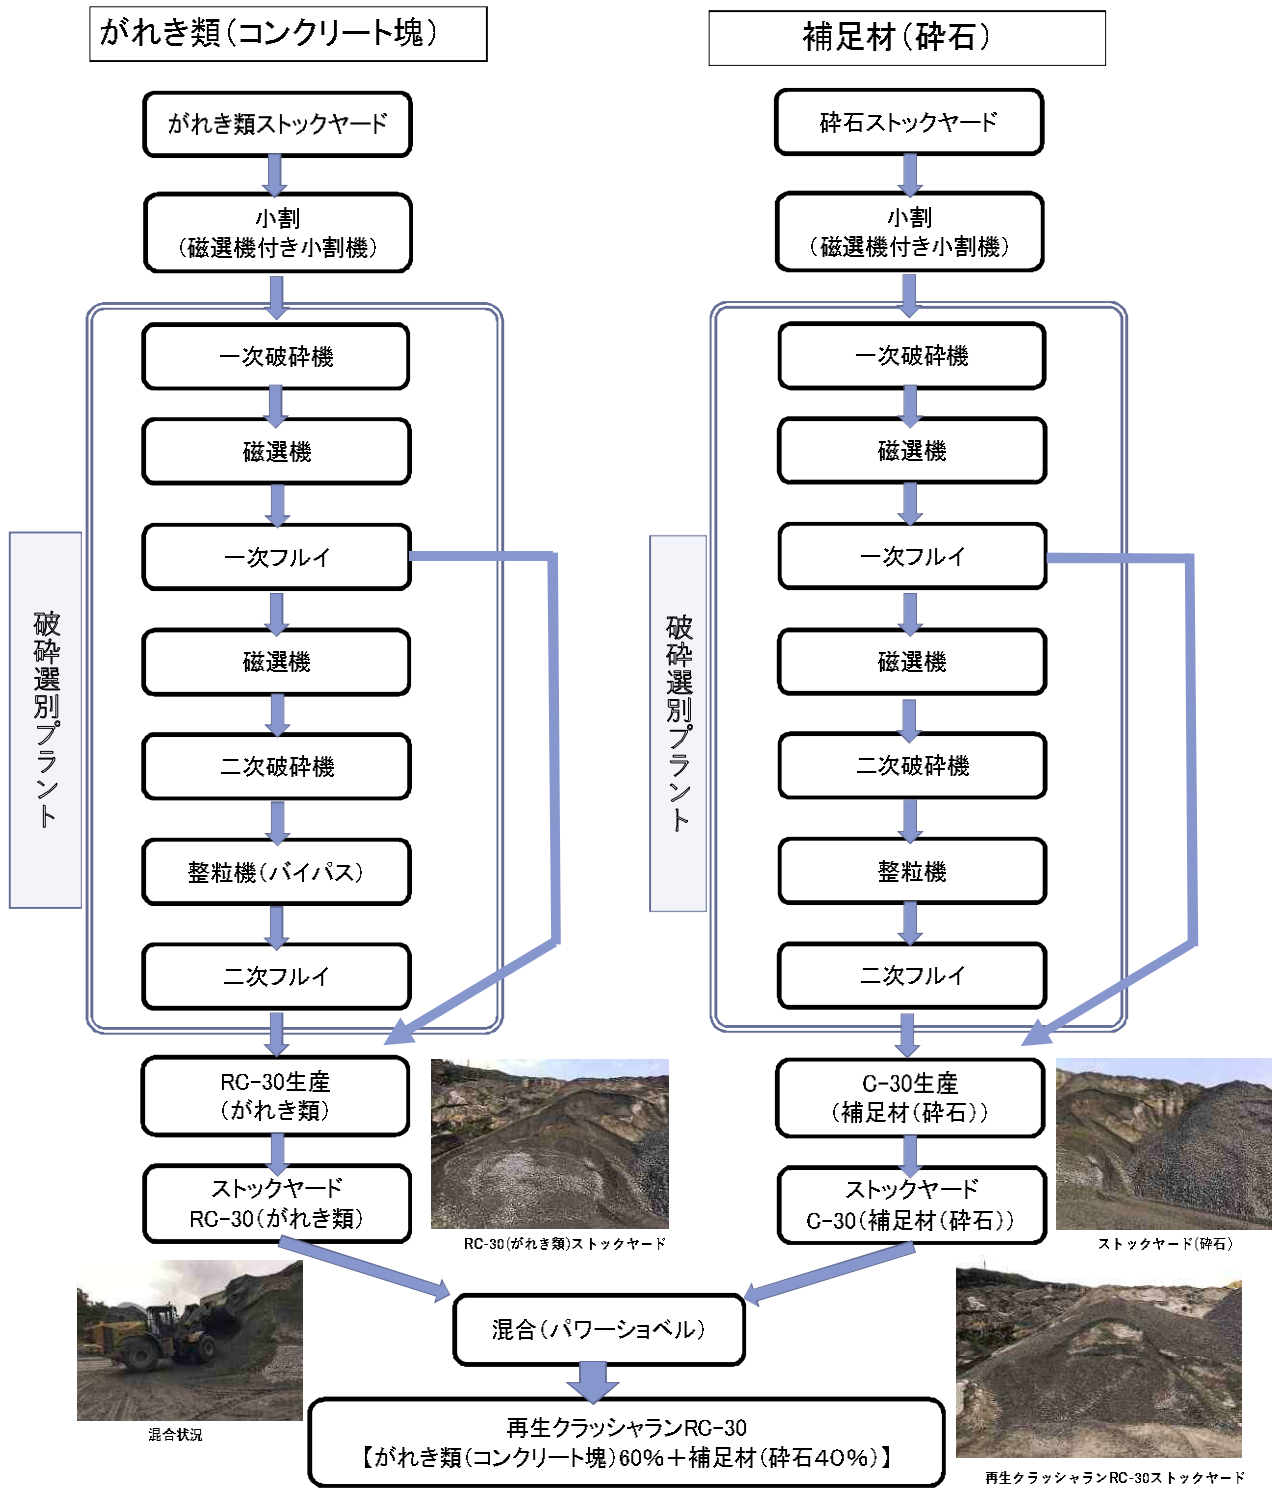 がれき類(コンクリート塊)
がれき類ストックヤード
小割
(磁選機付き小割機)
破砕選別プラント
一次破砕機
磁選機
一次フルイ
磁選機
二次破砕機
整粒機(バイパス)
二次フルイ
RC-30生産
(がれき類)
ストックヤード
RC-30(がれき類)
RC-30(がれき類)ストックヤード
補足材(砕石)
砕石ストックヤード
小割
(磁選機付き小割機)
破砕選別プラント
一次破砕機
磁選機
一次フルイ
磁選機
二次破砕機
整粒機
二次フルイ
C-30生産
(補足材(砕石))
ストックヤード
C-30(補足材(砕石))
ストックヤード(砕石)
混合(パワーショベル)
混合状況
再生クラッシャランRC-30
【がれき類(コンクリート塊)60%+補足材(砕石40%)】
再生クラッシャランRC-30ストックヤード